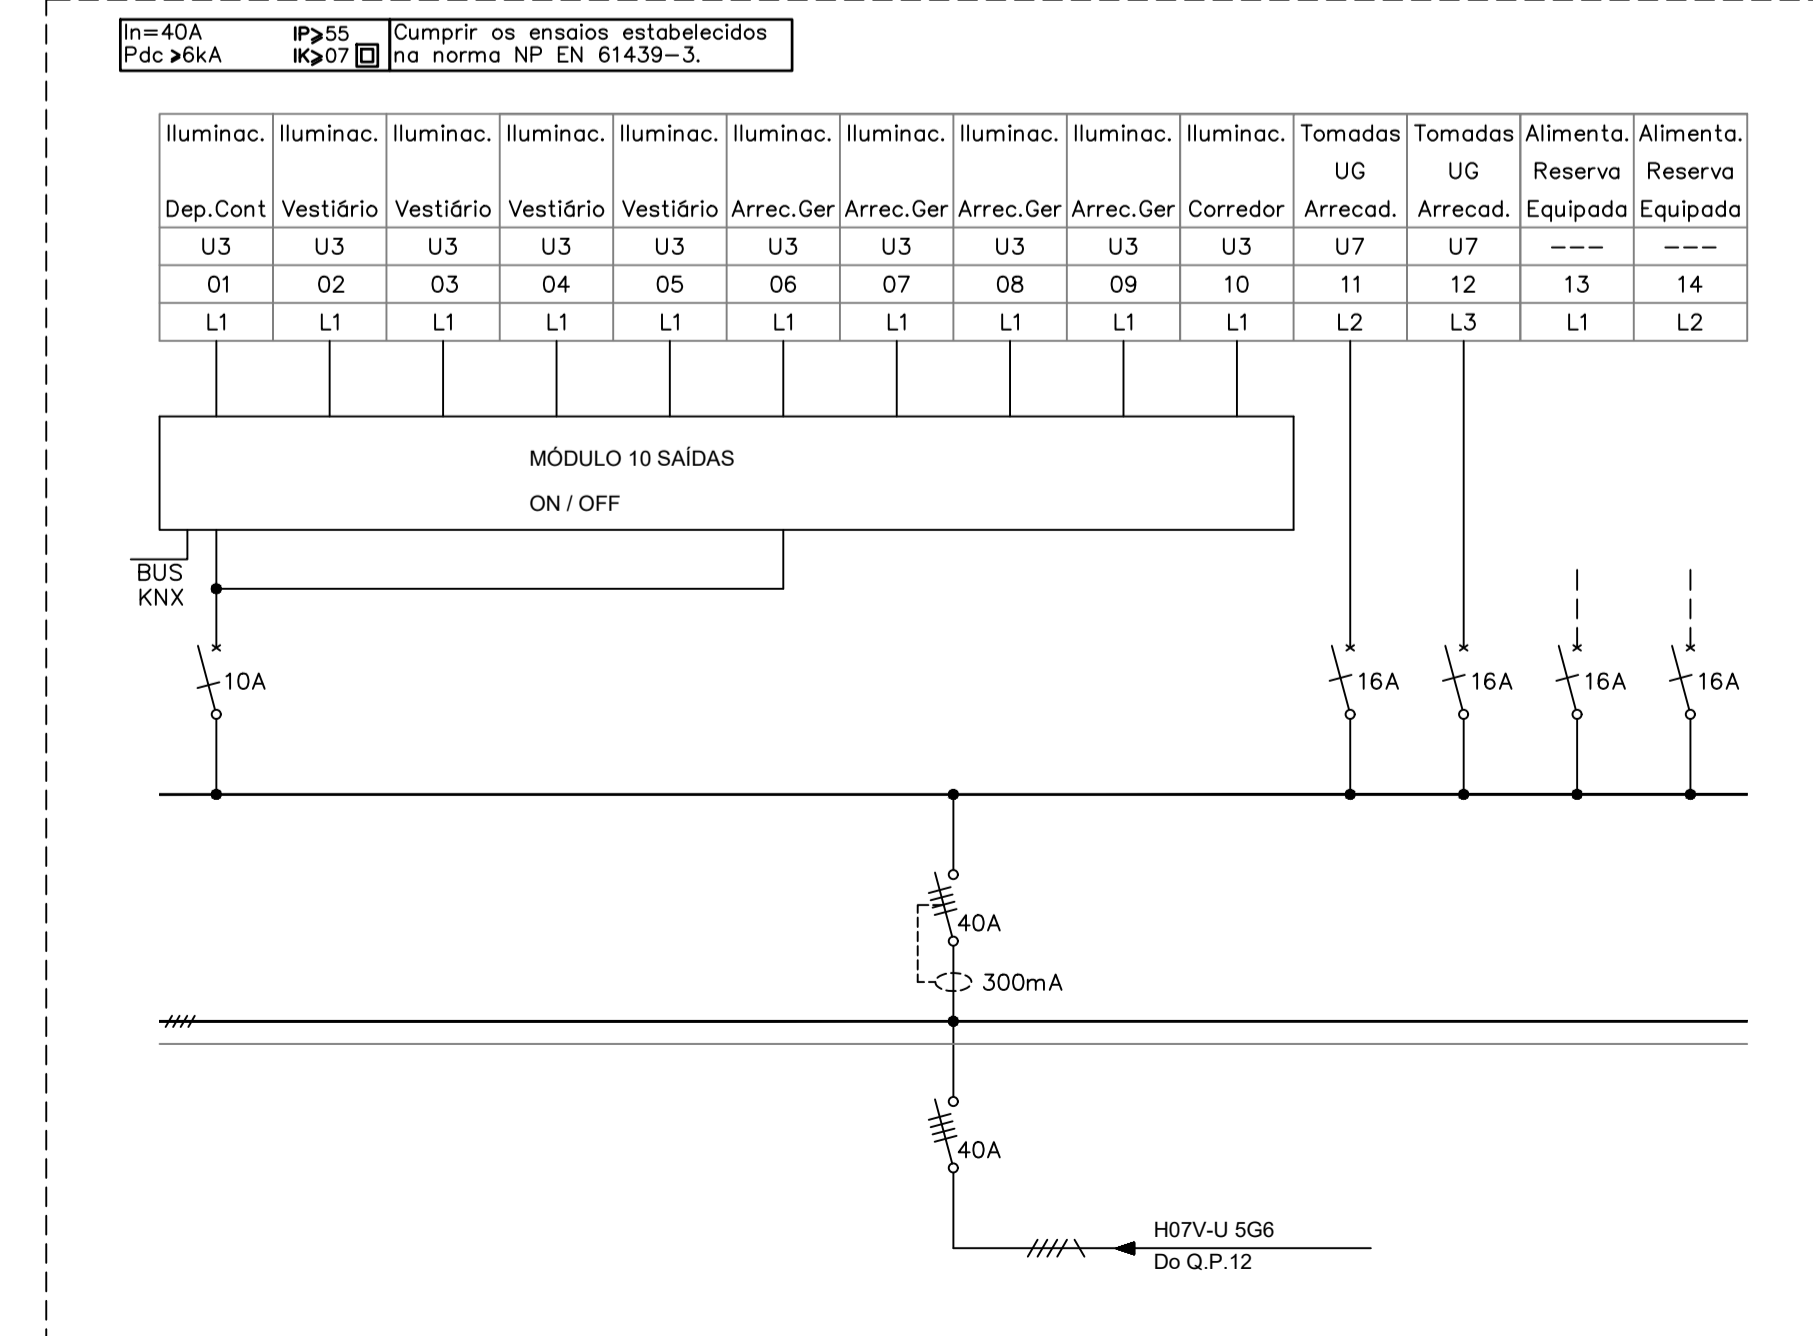 In=40A IP⩾55
Pdc ⩾6kA IK⩾07
Cumprir os ensaios estabelecidos
na norma NP EN 61439-3.
Iluminac. Iluminac. Iluminac. Iluminac. Iluminac. Iluminac. Iluminac. Iluminac. Iluminac. Iluminac. Tomadas Tomadas Alimenta. Alimenta.
UG UG Reserva Reserva
Dep.Cont Vestiário Vestiário Vestiário Vestiário Arrec.Ger Arrec.Ger Arrec.Ger Arrec.Ger Corredor Arrecad. Arrecad. Equipada Equipada
U3 U3 U3 U3 U3 U3 U3 U3 U3 U3 U7 U7 --- ---
01 02 03 04 05 06 07 08 09 10 11 12 13 14
L1 L1 L1 L1 L1 L1 L1 L1 L1 L1 L2 L3 L1 L2
MÓDULO 10 SAÍDAS
ON / OFF
BUS
KNX
10A 16A 16A 16A 16A
40A
300mA
40A
H07V-U 5G6
Do Q.P.12